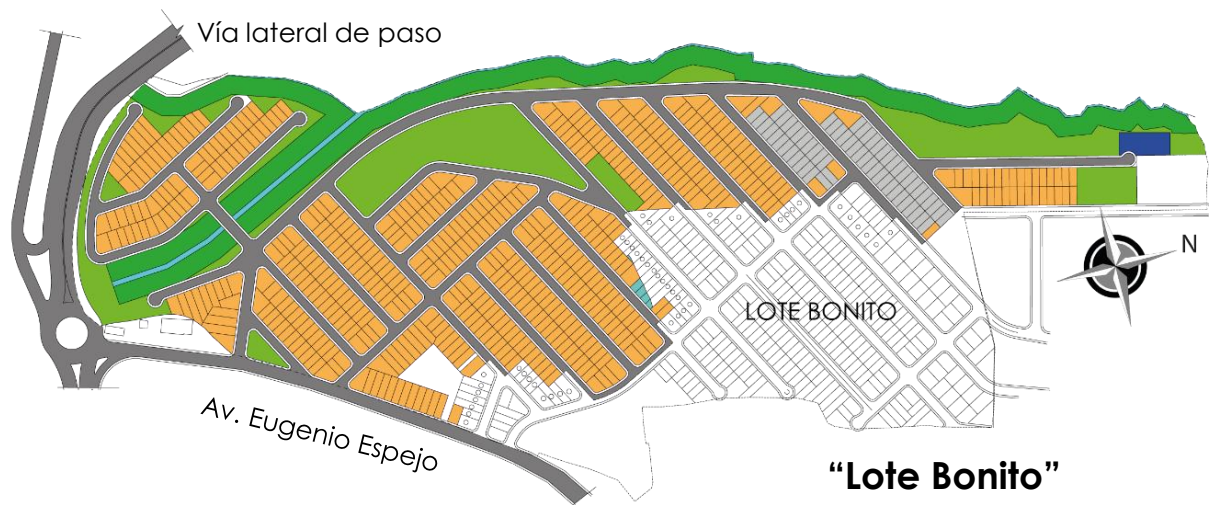 Vía lateral de paso
N
LOTE BONITO
Av. Eugenio Espejo
“Lote Bonito”